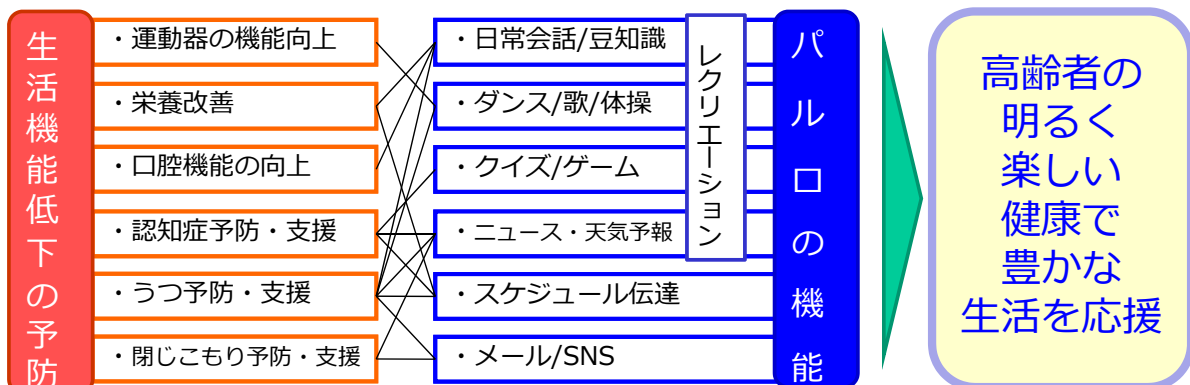 生活機能低下の予防
・運動器の機能向上
・栄養改善
・口腔機能の向上
・認知症予防・支援
・うつ予防・支援
・閉じこもり予防・支援
・日常会話/豆知識
・ダンス/歌/体操
・クイズ/ゲーム
・ニュース・天気予報
・スケジュール伝達
・メール/SNS
レクリエーション
パルロの機能
高齢者の
明るく
楽しい
健康で
豊かな
生活を応援